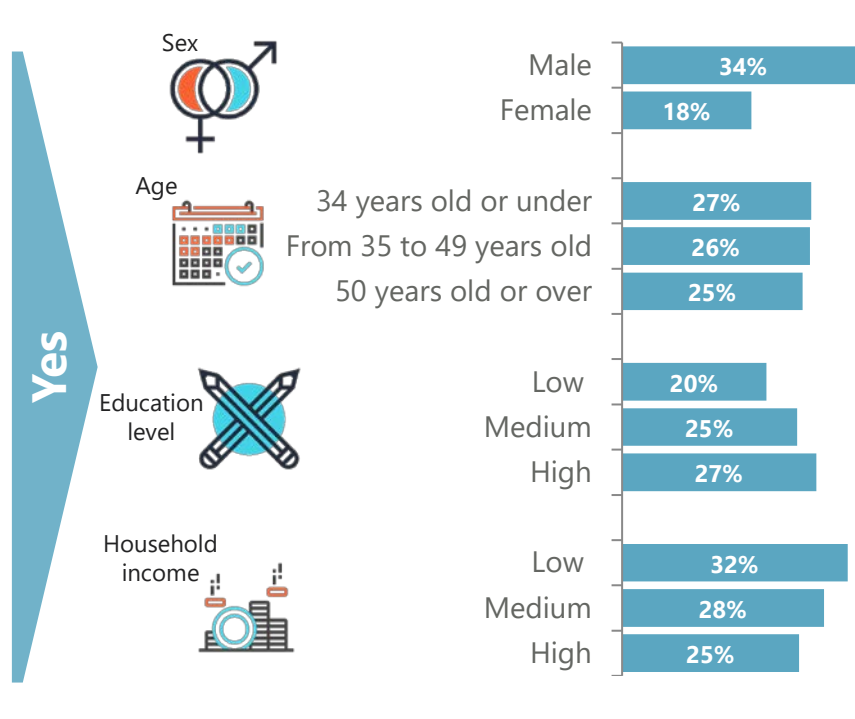 Yes
Sex
Male 34%
Female 18%
Age
34 years old or under 27%
From 35 to 49 years old 26%
50 years old or over 25%
Education
level
Low 20%
Medium 25%
High 27%
Household
income
Low 32%
Medium 28%
High 25%